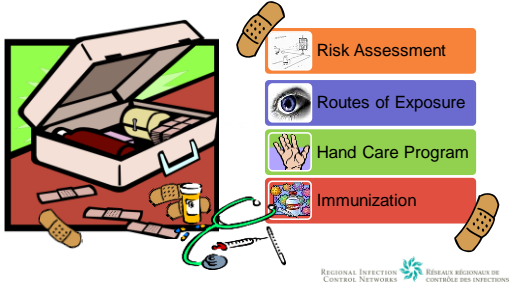 Risk Assessment
Routes of Exposure
Hand Care Program
Immunization
REGIONAL INFECTION
CONTROL NETWORKS
RÉSEAUX RÉGIONAUX DE
CONTRÔLE DES INFECTIONS